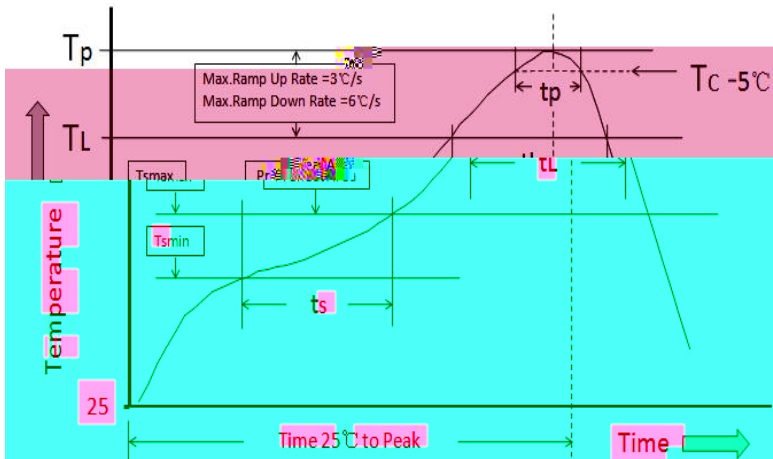 Tp
Max.Ramp Up Rate =3℃/s
Max.Ramp Down Rate =6℃/s
tp
TC -5℃
TL
tL
Tsmax
Tsmin
ts
Temperature
25
Time 25℃ to Peak
Time